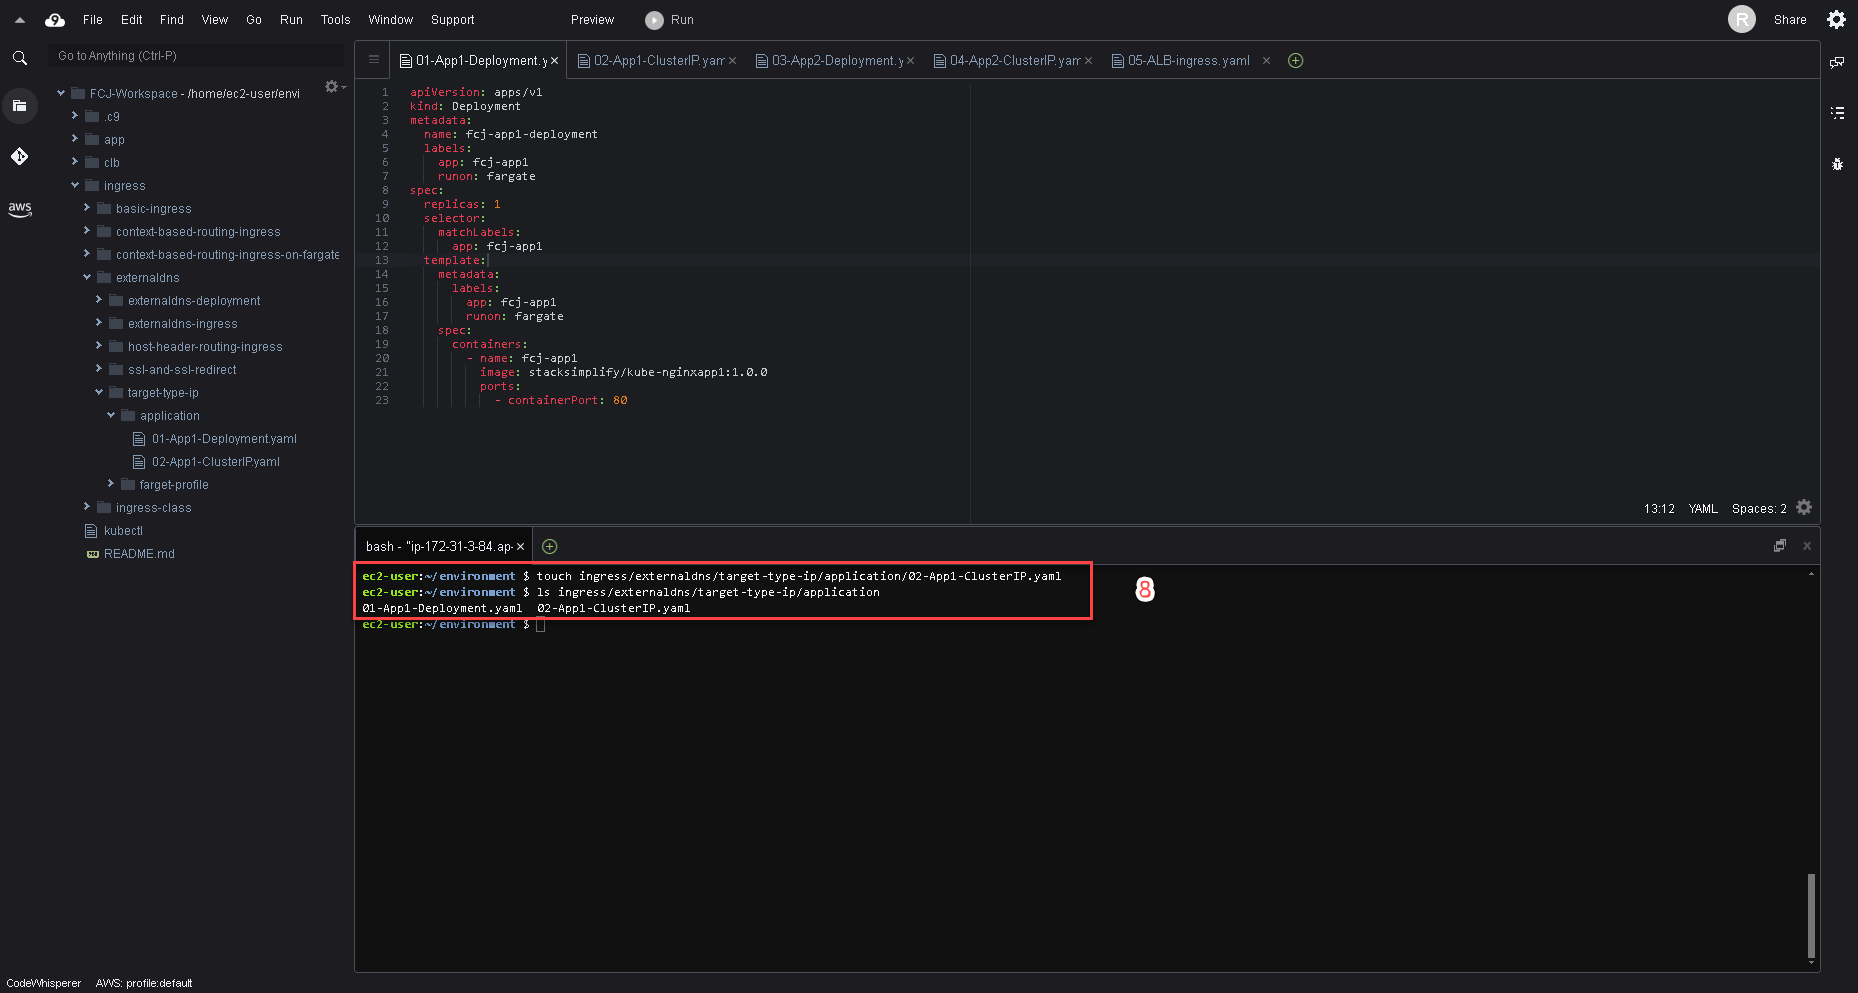 File Edit Find View Go Run Tools Window Support Preview Run R Share
Go to Anything (Ctrl-P)
FCJ-Workspace - /home/ec2-user/envi
.c9
app
clb
ingress
basic-ingress
context-based-routing-ingress
context-based-routing-ingress-on-fargate
externaldns
externaldns-deployment
externaldns-ingress
host-header-routing-ingress
ssl-and-ssl-redirect
target-type-ip
application
01-App1-Deployment.yaml
02-App1-ClusterIP.yaml
farget-profile
ingress-class
kubectl
README.md
aws
01-App1-Deployment.y 02-App1-ClusterIP.yam 03-App2-Deployment.y 04-App2-ClusterIP.yam 05-ALB-ingress.yaml
1 apiVersion: apps/v1
2 kind: Deployment
3 metadata:
4 name: fcj-app1-deployment
5 labels:
6 app: fcj-app1
7 runon: fargate
8 spec:
9 replicas: 1
10 selector:
11 matchLabels:
12 app: fcj-app1
13 template:
14 metadata:
15 labels:
16 app: fcj-app1
17 runon: fargate
18 spec:
19 containers:
20 - name: fcj-app1
21 image: stacksimplify/kube-nginxapp1:1.0.0
22 ports:
23 - containerPort: 80
13:12 YAML Spaces: 2
bash - "ip-172-31-3-84.ap-
ec2-user:~/environment $ touch ingress/externaldns/target-type-ip/application/02-App1-ClusterIP.yaml
ec2-user:~/environment $ ls ingress/externaldns/target-type-ip/application
01-App1-Deployment.yaml 02-App1-ClusterIP.yaml
ec2-user:~/environment $
8
CodeWhisperer AWS: profile:default